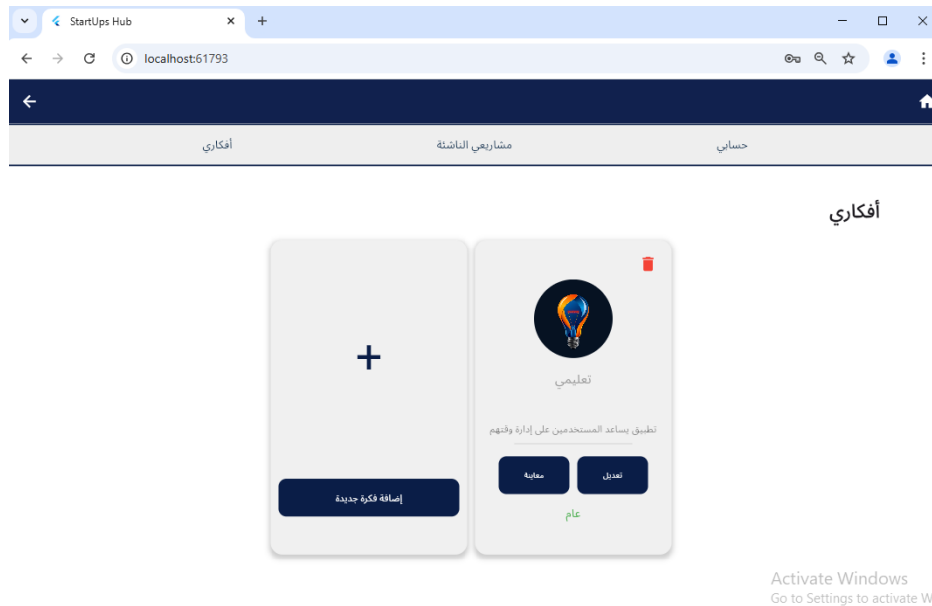 StartUps Hub
localhost:61793
حسابي
مشاريعي الناشئة
أفكاري
أفكاري
تعليمي
تطبيق يساعد المستخدمين على إدارة وقتهم
تعديل
معاينة
عام
إضافة فكرة جديدة
Activate Windows
Go to Settings to activate W